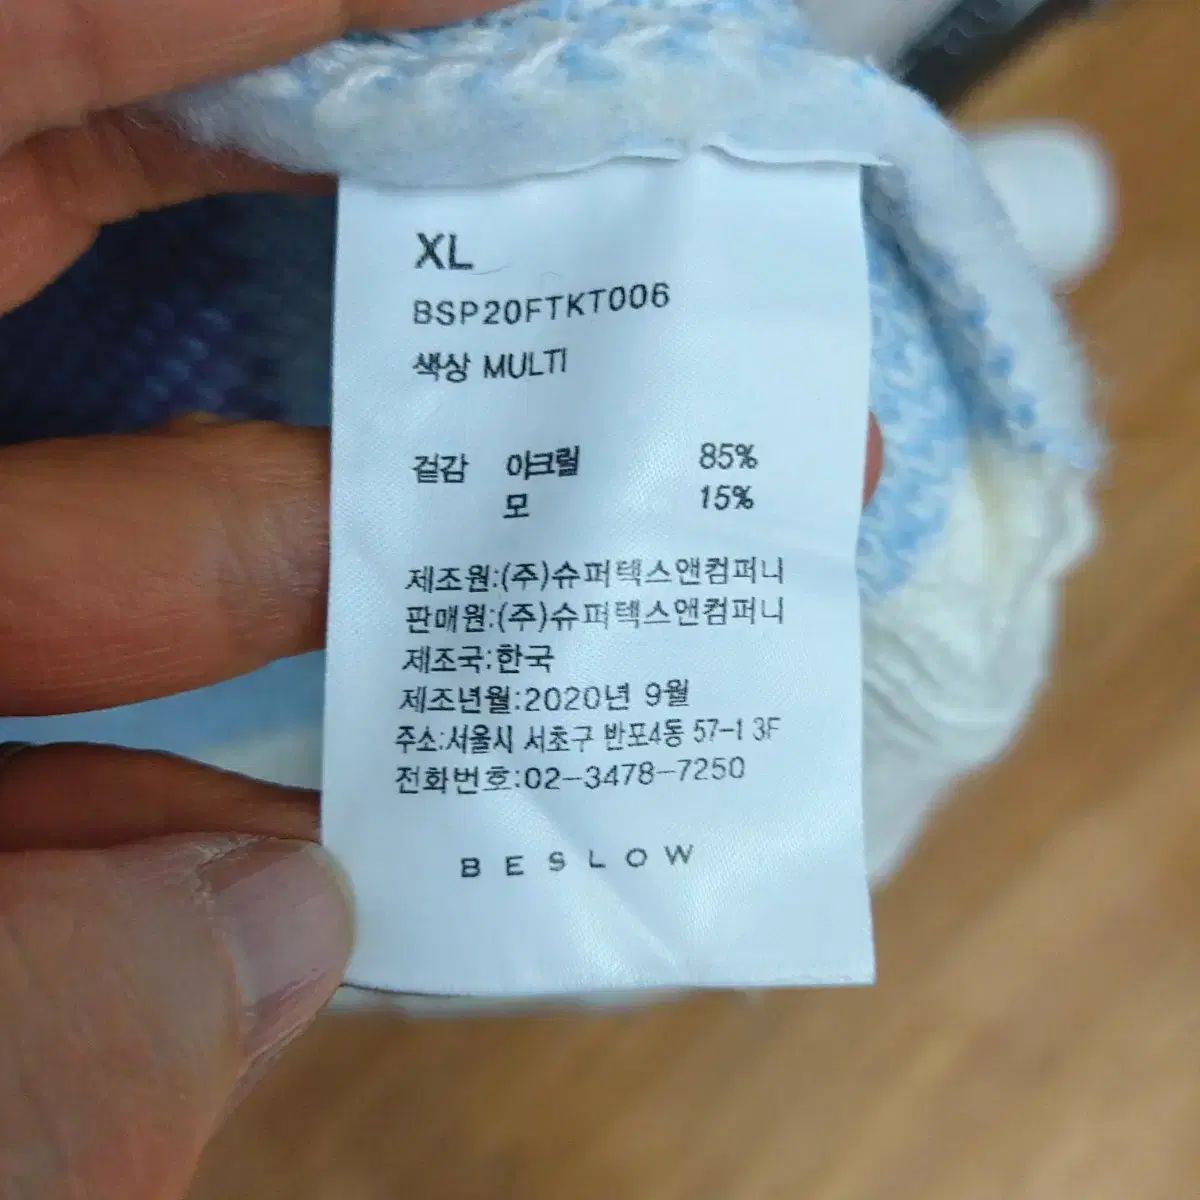 XL
BSP20FTKT006
색상 MULTI
겉감 아크릴 85%
모 15%
제조원:(주)슈퍼텍스앤컴퍼니
판매원:(주)슈퍼텍스앤컴퍼니
제조국:한국
제조년월:2020년 9월
주소:서울시 서초구 반포4동 57-1 3F
전화번호:02-3478-7250
BESLOW